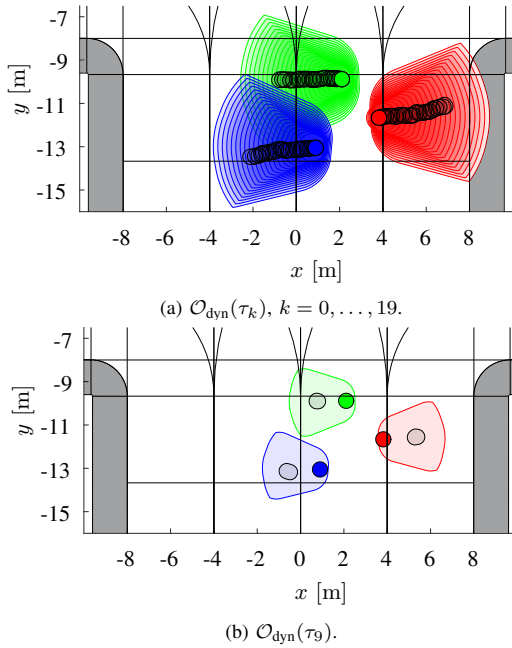 -7
-9
-11
-13
-15
y [m]
-8 -6 -4 -2 0 2 4 6 8
x [m]
(a) 𝒪dyn(τk), k = 0, . . . , 19.
-7
-9
-11
-13
-15
y [m]
-8 -6 -4 -2 0 2 4 6 8
x [m]
(b) 𝒪dyn(τ9).